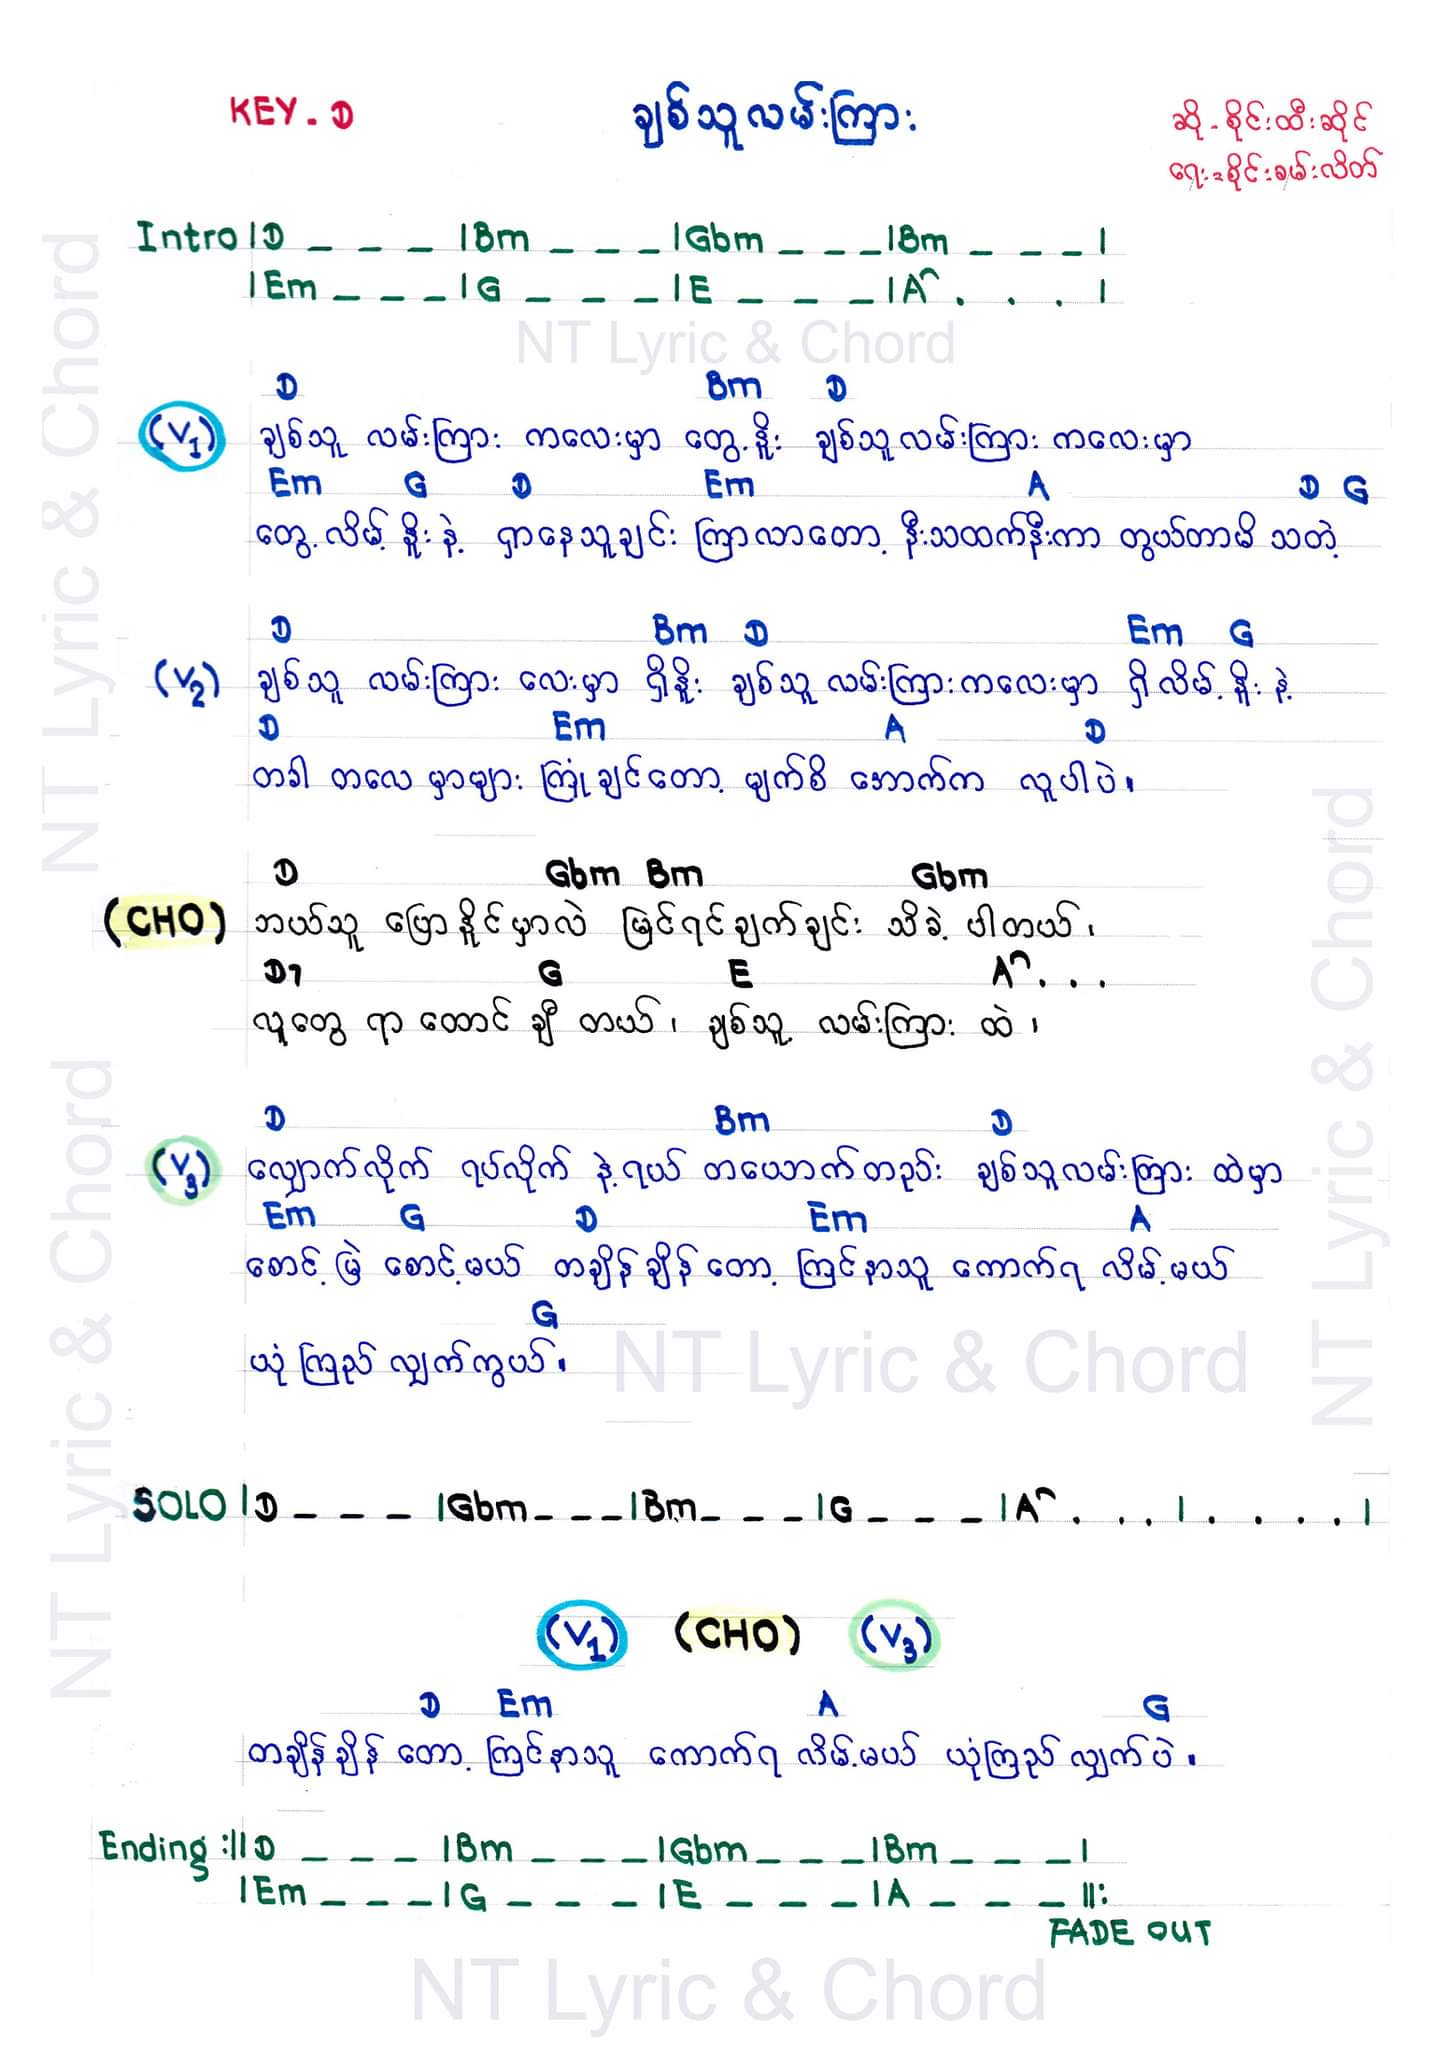 KEY - D
ချစ်သူလမ်းကြား
ဆို - စိုင်းထီးဆိုင်
ရေး = စိုင်းခမ်းလိတ်
Intro |D _ _ _ |Bm _ _ _ |Gbm _ _ _ |Bm _ _ _ |
|Em _ _ _ |G _ _ _ |E _ _ _ |A^ . . . |
NT Lyric & Chord
D Bm D
(V1) ချစ်သူ လမ်းကြား ကလေးမှာ တွေ့နိုး ချစ်သူလမ်းကြား ကလေးမှာ
Em G D Em A D G
တွေ့လိမ့် နိုးနဲ့ ရှာနေသူချင်း ကြာလာတော့ နီးသထက်နီးကာ တွယ်တာမိ သတဲ့
D Bm D Em G
(V2) ချစ်သူ လမ်းကြား လေးမှာ ရှိနိုး ချစ်သူ လမ်းကြားကလေးမှာ ရှိလိမ့် နိုးနဲ့
D Em A D
တခါ တလေ မှာများ ကြုံချင်တော့ မျက်စိ အောက်က လူပါပဲ။
D Gbm Bm Gbm
(CHO) ဘယ်သူ ပြောနိုင်မှာလဲ မြင်ရင်ချက်ချင်း သိခဲ့ ပါတယ်၊
D7 G E A^ . . .
လူတွေ ရာ ထောင် ချီ တယ်၊ ချစ်သူ့ လမ်းကြား ထဲ၊
D Bm D
(V3) လျှောက်လိုက် ရပ်လိုက် နဲ့ရယ် တယောက်တည်း ချစ်သူ့လမ်းကြား ထဲမှာ
Em G D Em A
စောင့်မြဲ စောင့်မယ် တချိန်ချိန်တော့ ကြင်နာသူ ကောက်ရ လိမ့်မယ်
G
ယုံကြည် လျှက်ကွယ်။
NT Lyric & Chord
SOLO |D _ _ _ |Gbm _ _ _ |Bm _ _ _ |G _ _ _ |A^ . . . | . . . . |
(V1) (CHO) (V3)
D Em A G
တချိန်ချိန် တော့ ကြင်နာသူ ကောက်ရ လိမ့်မယ် ယုံကြည်လျှက်ပဲ။
Ending :||D _ _ _ |Bm _ _ _ |Gbm _ _ _ |Bm _ _ _ |
|Em _ _ _ |G _ _ _ |E _ _ _ |A _ _ _ ||:
FADE OUT
NT Lyric & Chord
NT Lyric & Chord
NT Lyric & Chord
NT Lyric & Chord